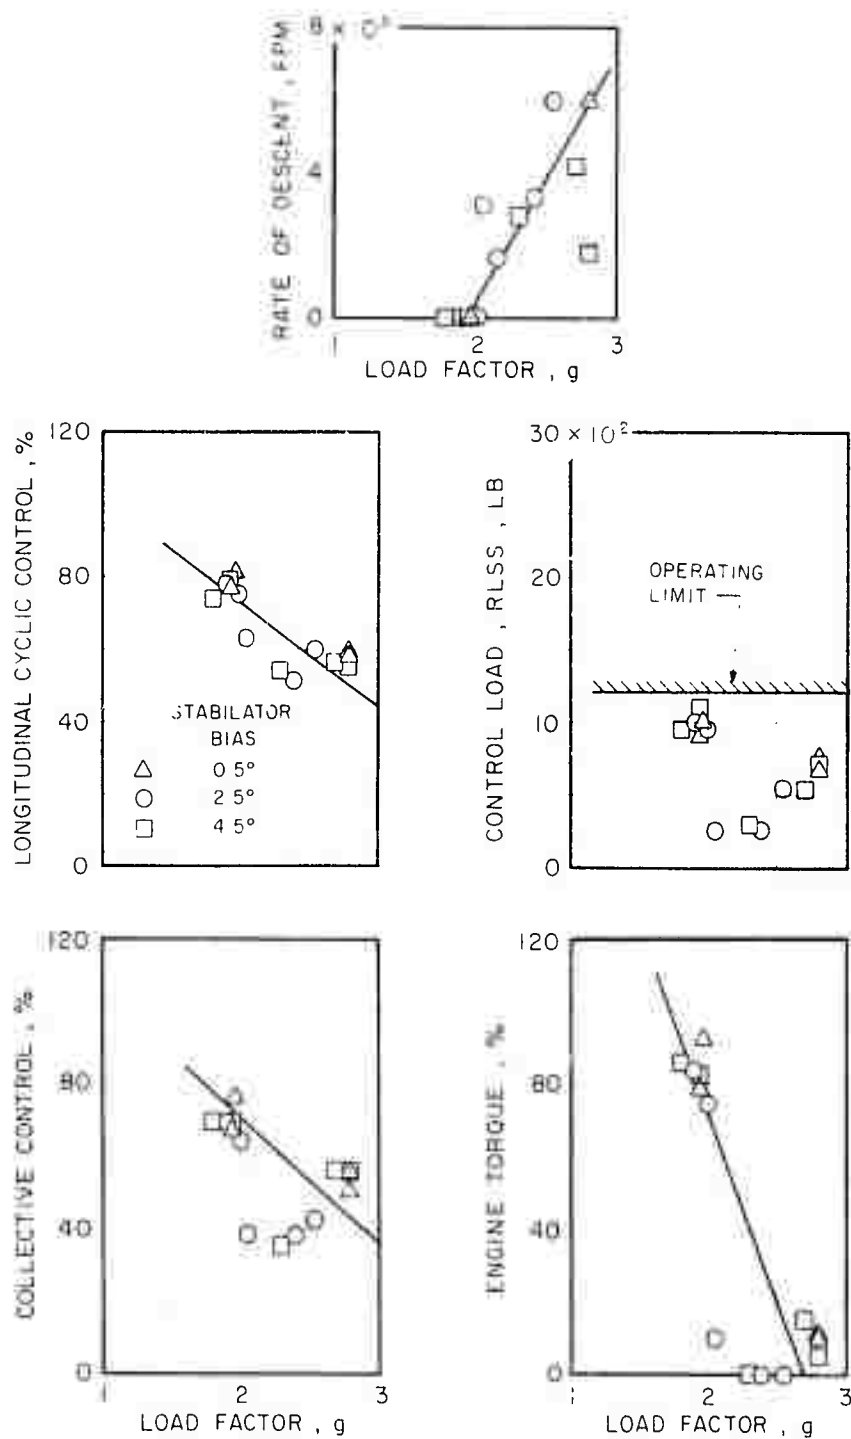 8 × 0³
RATE OF DESCENT, FPM
4
0
1 2 3
LOAD FACTOR, g
120
LONGITUDINAL CYCLIC CONTROL, %
80
40
0
STABILATOR
BIAS
0 5°
2 5°
4 5°
30 × 10²
CONTROL LOAD, RLSS, LB
20
10
0
OPERATING
LIMIT
120
COLLECTIVE CONTROL, %
80
40
0
1 2 3
LOAD FACTOR, g
120
ENGINE TORQUE, %
80
40
0
1 2 3
LOAD FACTOR, g